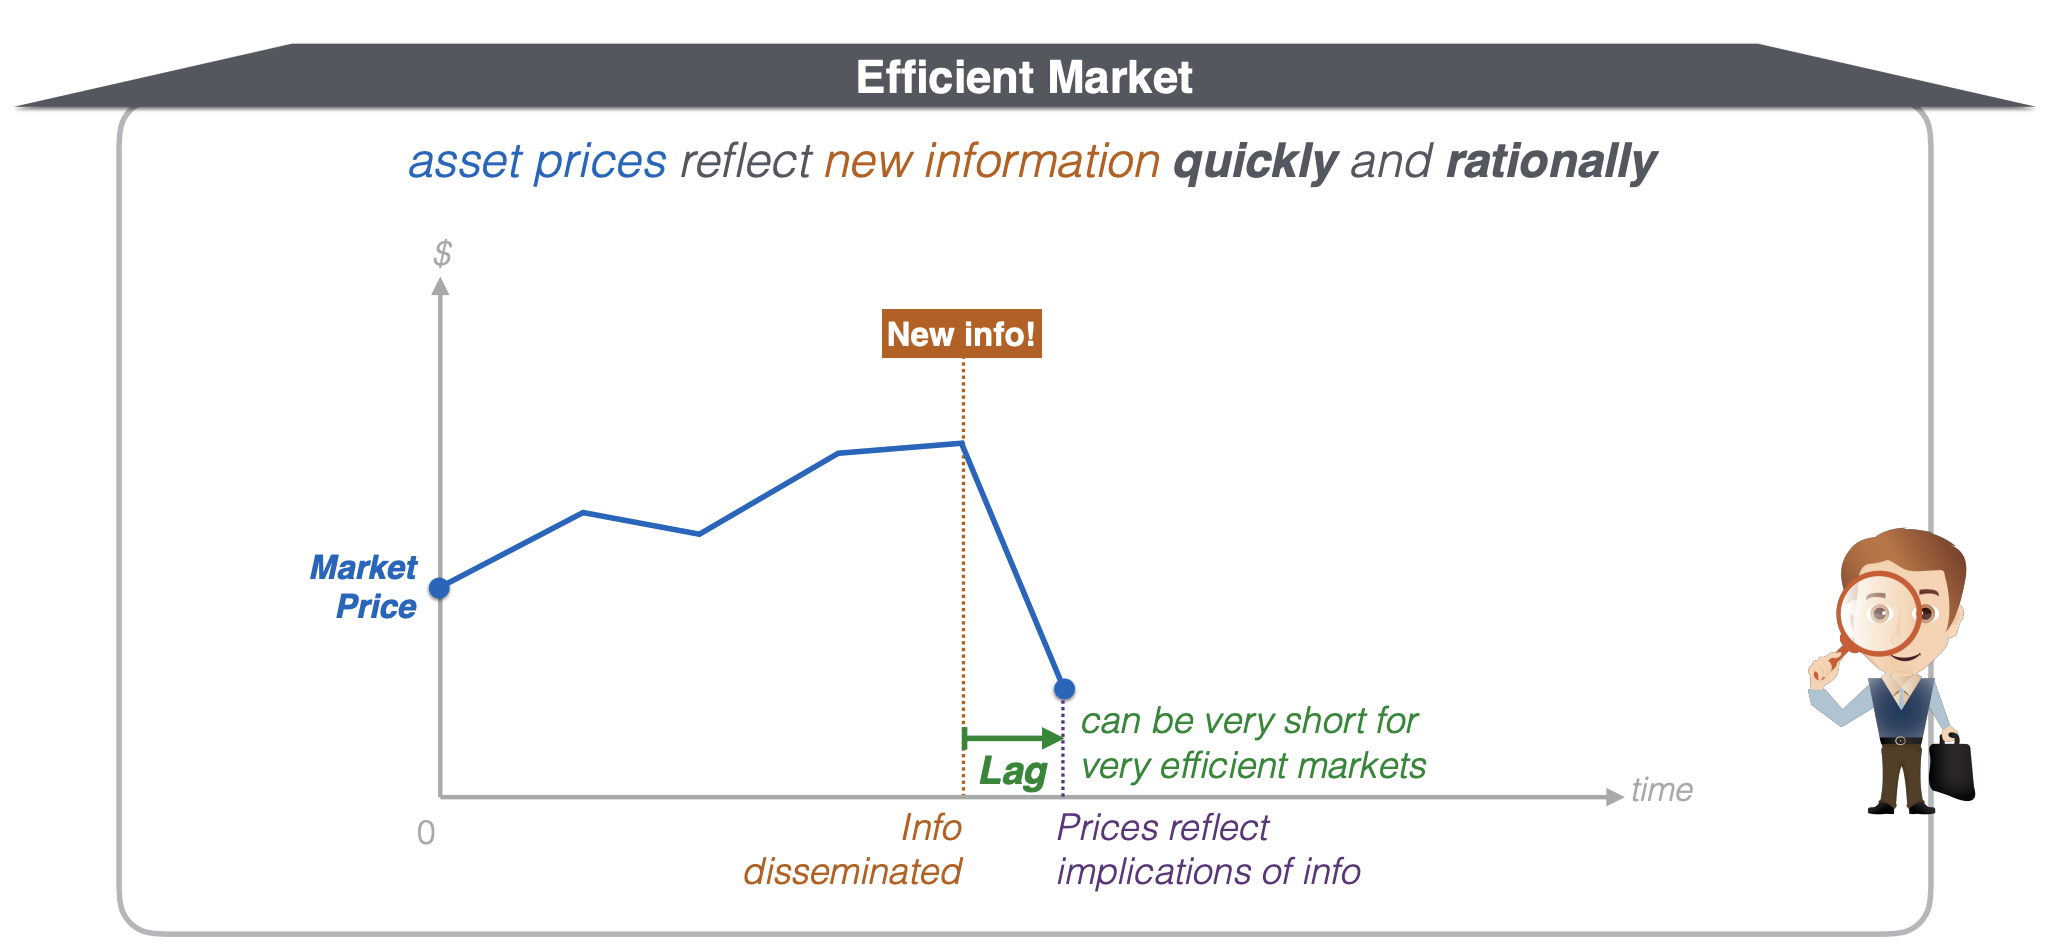 Efficient Market
asset prices reflect new information quickly and rationally
$
New info!
Market
Price
can be very short for
very efficient markets
Lag
time
0
Info
disseminated
Prices reflect
implications of info